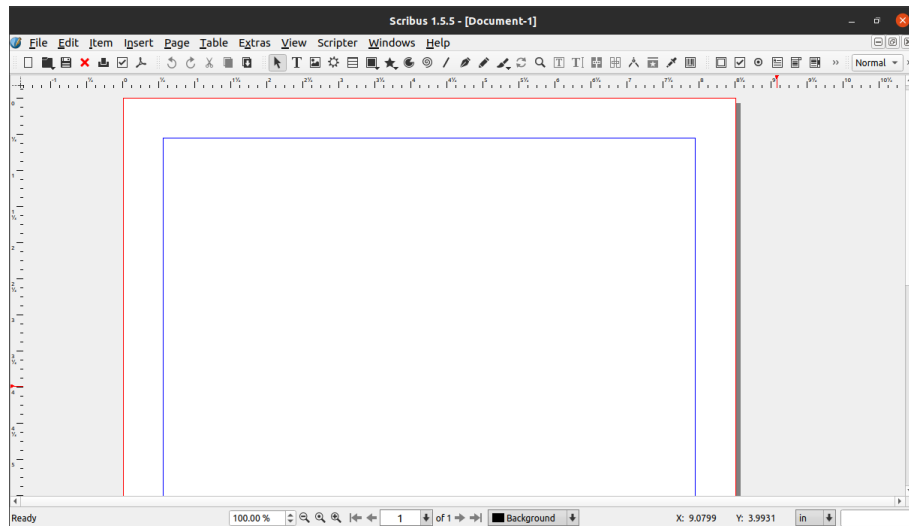 Scribus 1.5.5 - [Document-1]
File Edit Item Insert Page Table Extras View Scripter Windows Help
Normal
100.00 % 1 of 1 Background X: 9.0799 Y: 3.9931 in
Ready